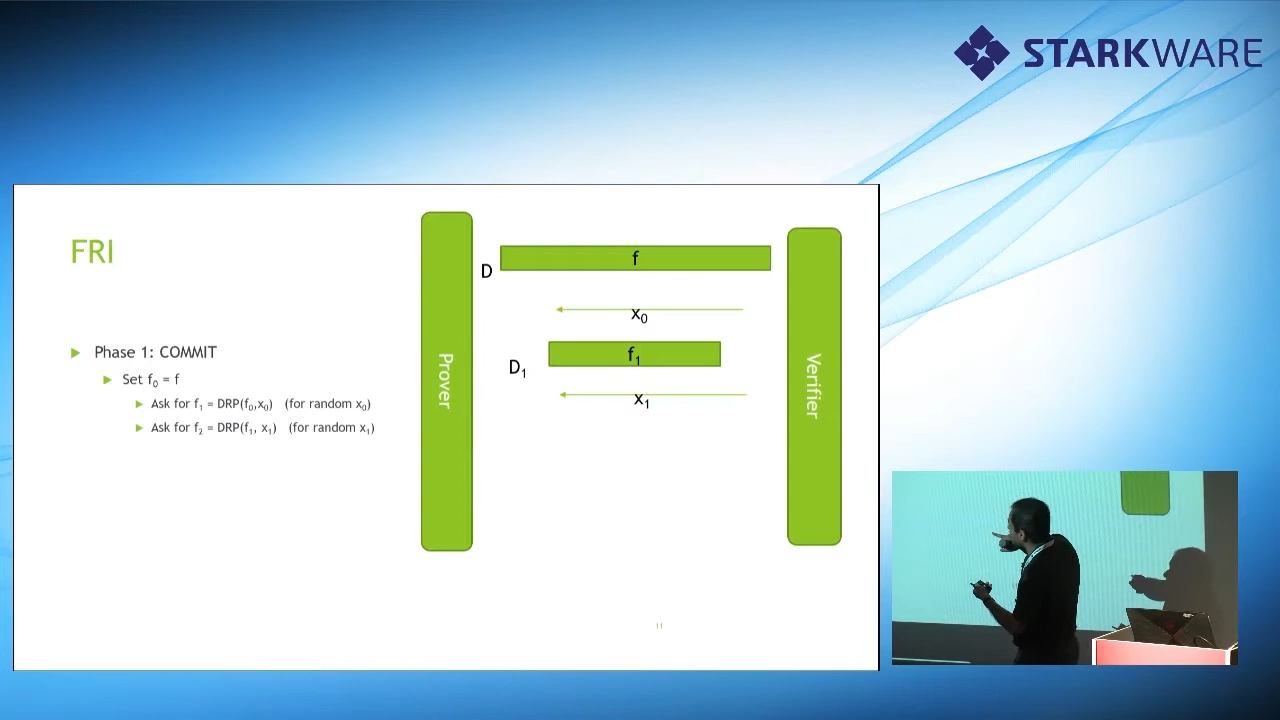 STARKWARE
FRI
Phase 1: COMMIT
Set f₀ = f
Ask for f₁ = DRP(f₀,x₀) (for random x₀)
Ask for f₂ = DRP(f₁, x₁) (for random x₁)
Prover
D
f
x₀
D₁
f₁
x₁
Verifier
11